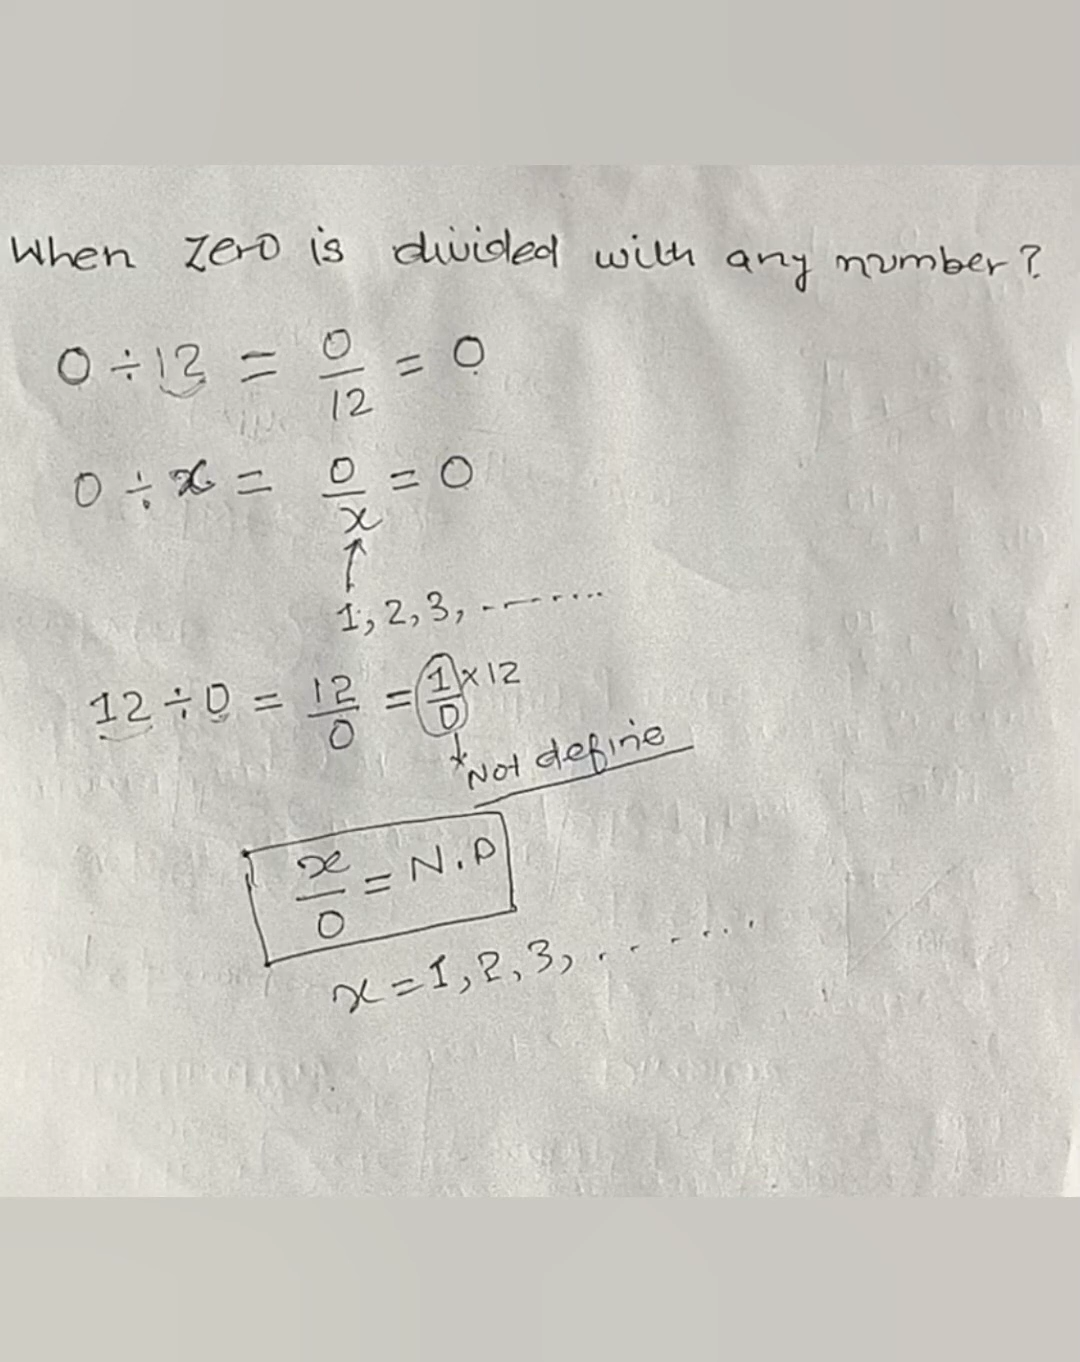 When zero is divided with any number?
0 ÷ 12 = 0/12 = 0
0 ÷ x = 0/x = 0
↑
1, 2, 3, --------
12 ÷ 0 = 12/0 = 1/0 × 12
Not define
x/0 = N.D
x = 1, 2, 3, . . - - . . .